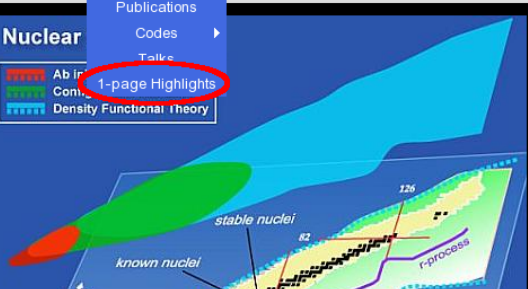 Publications
Nuclear
Codes
Talks
Ab in
1-page Highlights
Config
Density Functional Theory
126
stable nuclei
82
known nuclei
r-process